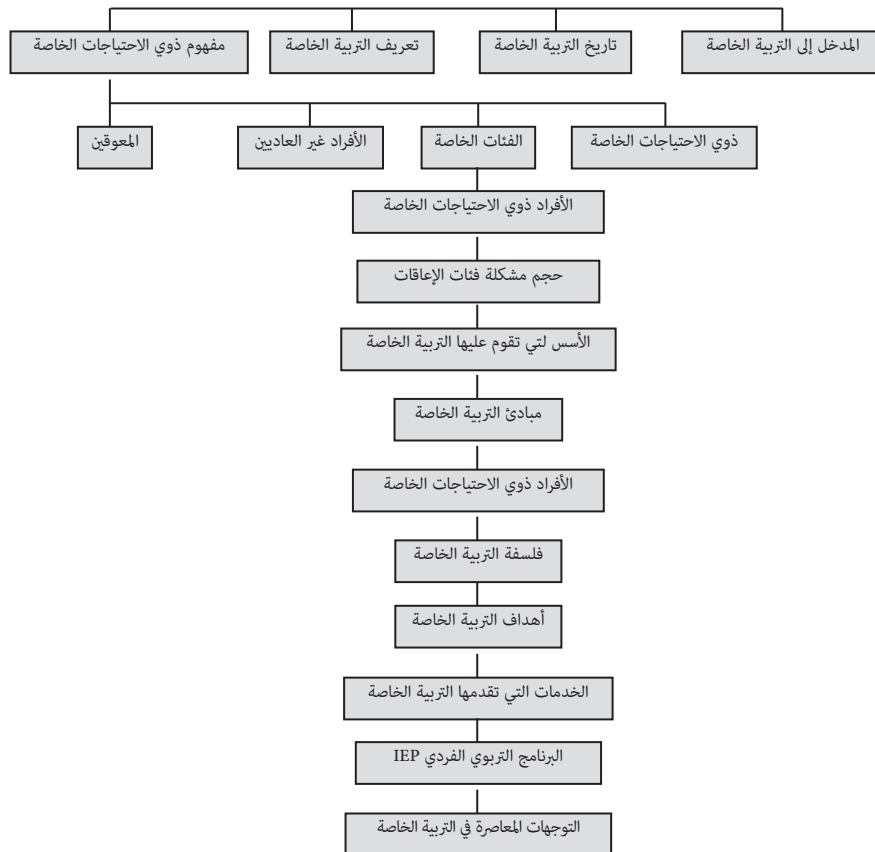 المدخل إلى التربية الخاصة
تاريخ التربية الخاصة
تعريف التربية الخاصة
مفهوم ذوي الاحتياجات الخاصة
ذوي الاحتياجات الخاصة
الفئات الخاصة
الأفراد غير العاديين
المعوقين
الأفراد ذوي الاحتياجات الخاصة
حجم مشكلة فئات الإعاقات
الأسس لتي تقوم عليها التربية الخاصة
مبادئ التربية الخاصة
الأفراد ذوي الاحتياجات الخاصة
فلسفة التربية الخاصة
أهداف التربية الخاصة
الخدمات التي تقدمها التربية الخاصة
البرنامج التربوي الفردي IEP
التوجهات المعاصرة في التربية الخاصة